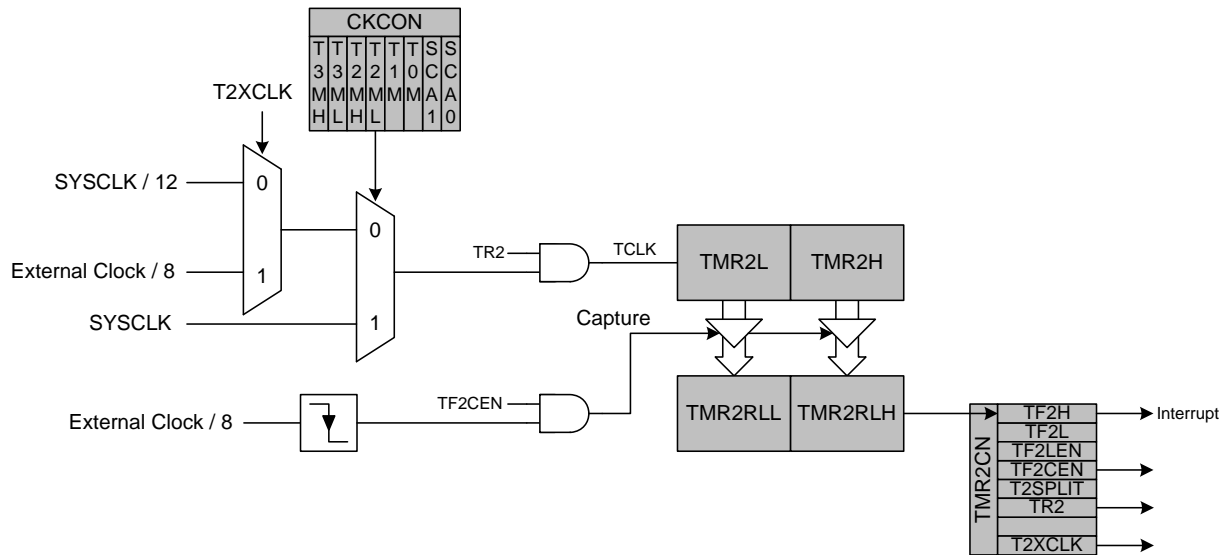 CKCON
T3MH
T3ML
T2MH
T2ML
T1M
T0M
SCA1
SCA0
T2XCLK
SYSCLK / 12
0
External Clock / 8
1
0
SYSCLK
1
TR2
TCLK
TMR2L
TMR2H
Capture
External Clock / 8
TF2CEN
TMR2RLL
TMR2RLH
TMR2CN
TF2H
Interrupt
TF2L
TF2LEN
TF2CEN
T2SPLIT
TR2
T2XCLK